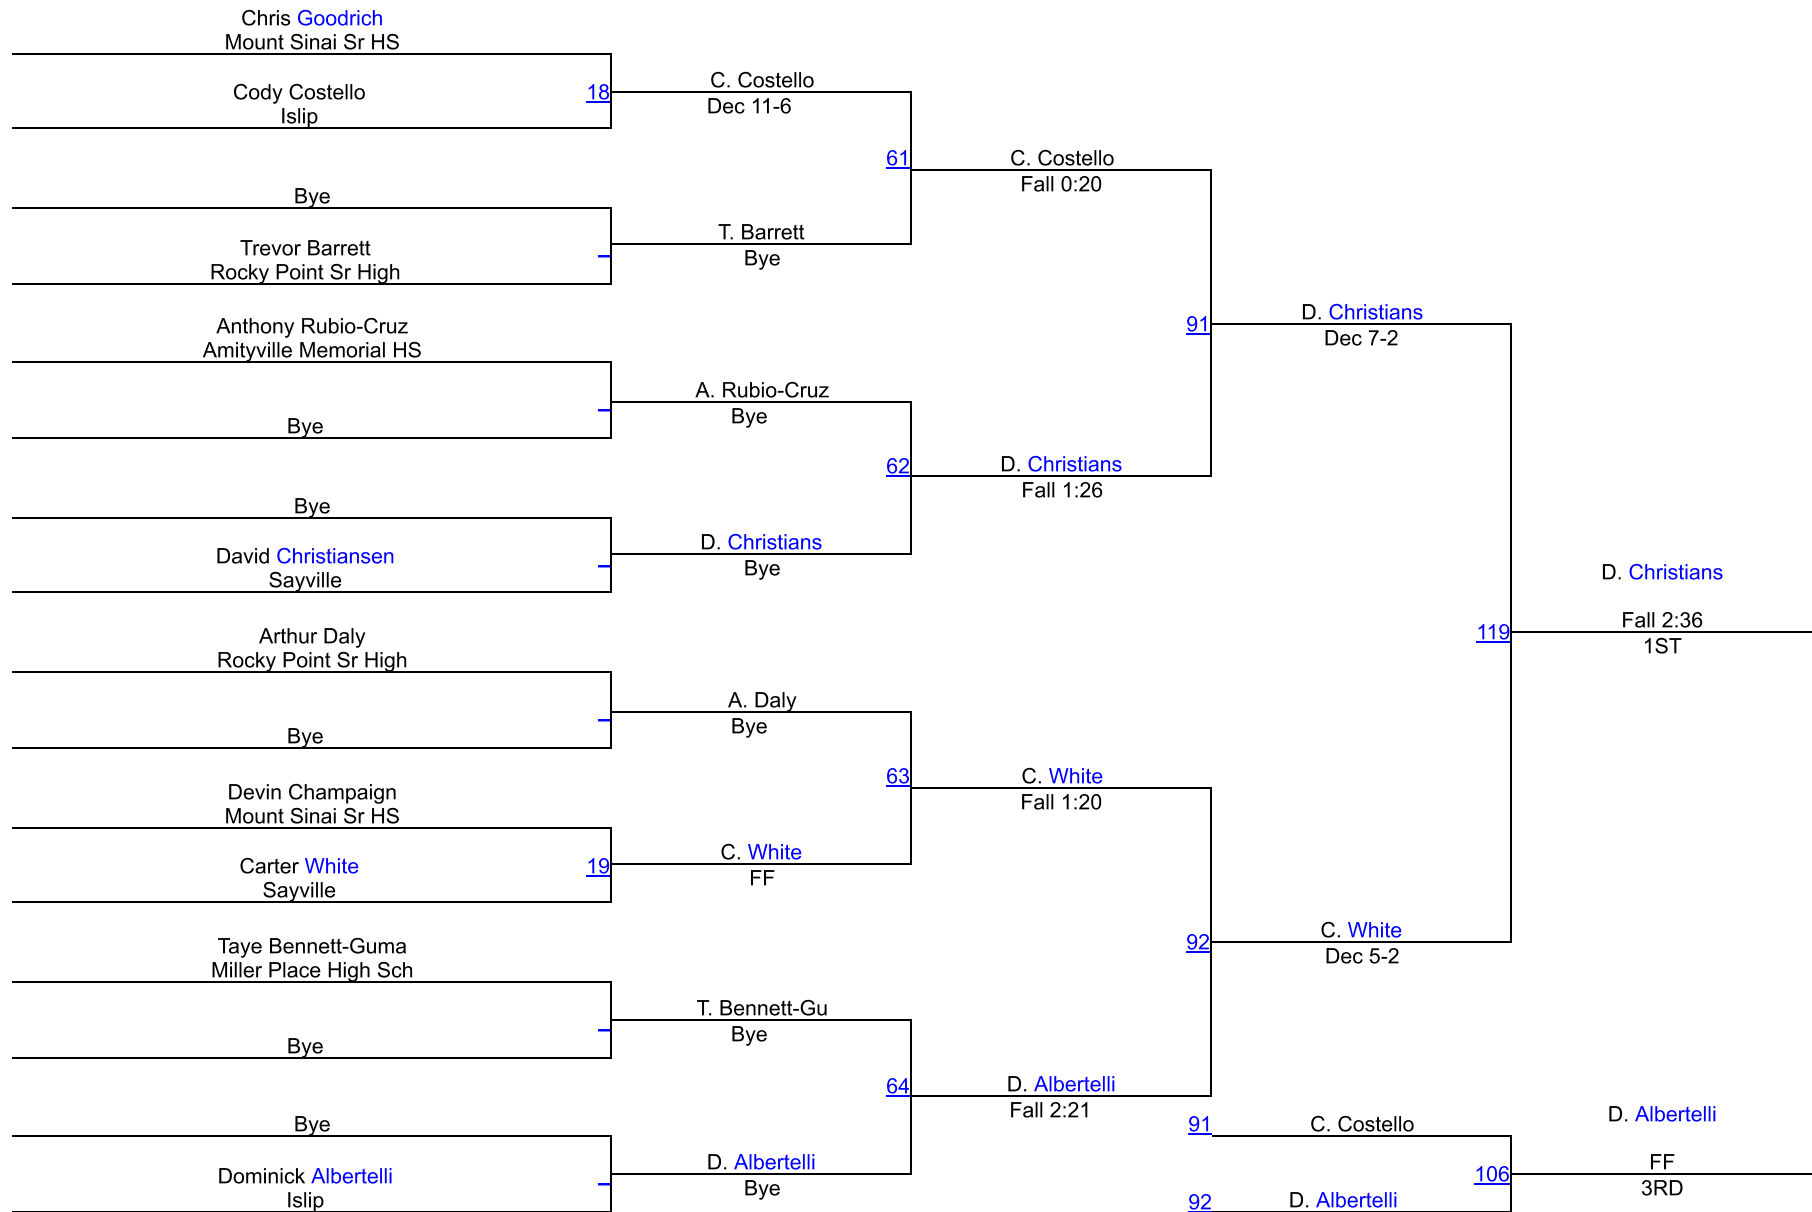 Chris Goodrich
Mount Sinai Sr HS
Cody Costello
Islip
18
C. Costello
Dec 11-6
Bye
Trevor Barrett
Rocky Point Sr High
T. Barrett
Bye
61
C. Costello
Fall 0:20
Anthony Rubio-Cruz
Amityville Memorial HS
Bye
A. Rubio-Cruz
Bye
Bye
David Christiansen
Sayville
D. Christians
Bye
62
D. Christians
Fall 1:26
91
D. Christians
Dec 7-2
Arthur Daly
Rocky Point Sr High
Bye
A. Daly
Bye
Devin Champaign
Mount Sinai Sr HS
Carter White
Sayville
19
C. White
FF
63
C. White
Fall 1:20
Taye Bennett-Guma
Miller Place High Sch
Bye
T. Bennett-Gu
Bye
Bye
Dominick Albertelli
Islip
D. Albertelli
Bye
64
D. Albertelli
Fall 2:21
92
C. White
Dec 5-2
119
D. Christians
Fall 2:36
1ST
91
C. Costello
92
D. Albertelli
106
D. Albertelli
FF
3RD